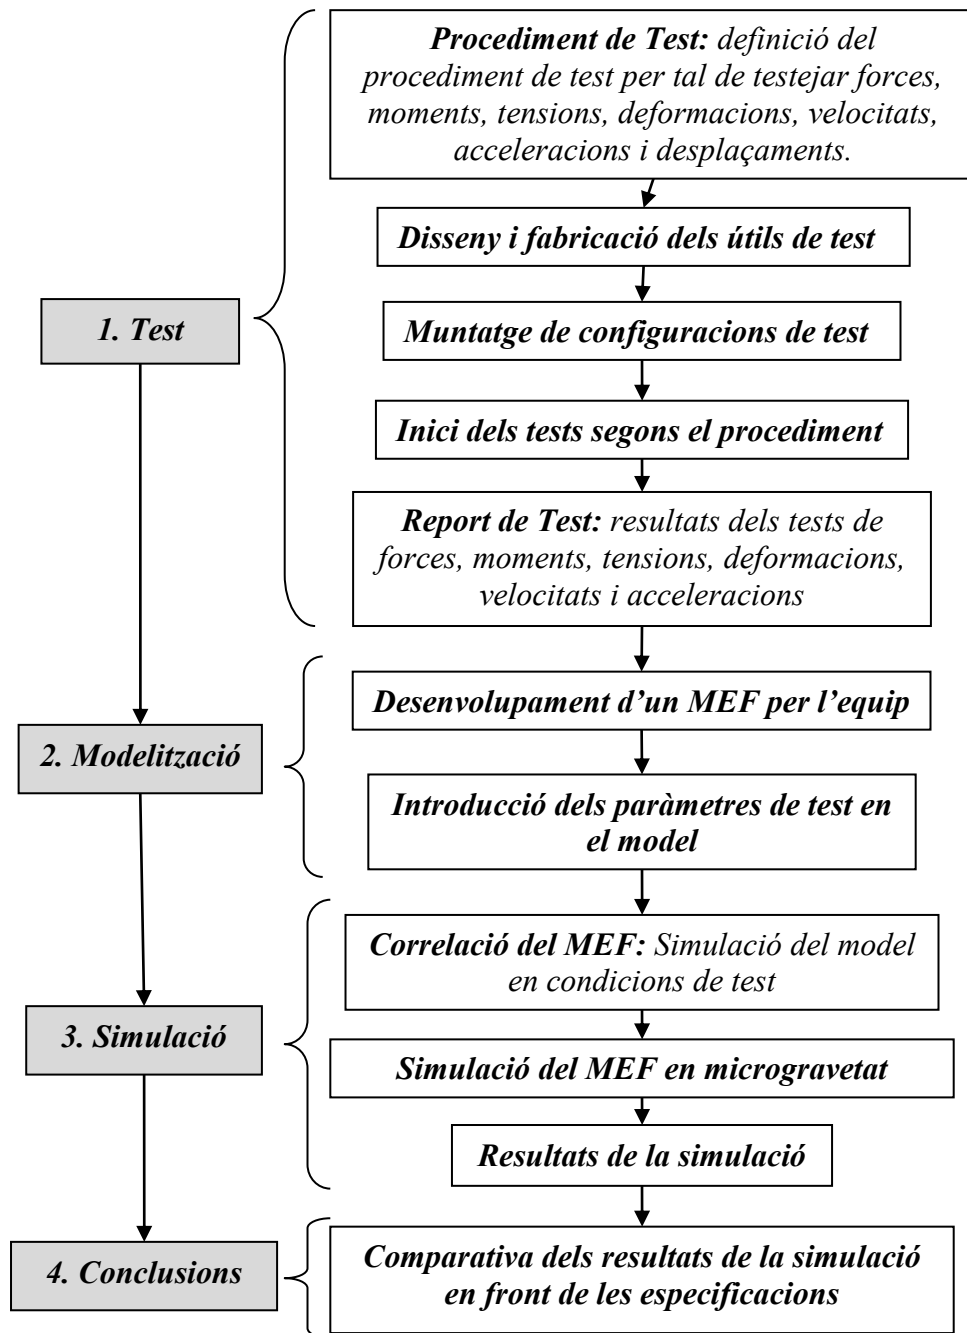 Procediment de Test: definició del
procediment de test per tal de testejar forces,
moments, tensions, deformacions, velocitats,
acceleracions i desplaçaments.
Disseny i fabricació dels útils de test
1. Test
Muntatge de configuracions de test
Inici dels tests segons el procediment
Report de Test: resultats dels tests de
forces, moments, tensions, deformacions,
velocitats i acceleracions
2. Modelització
Desenvolupament d’un MEF per l’equip
Introducció dels paràmetres de test en
el model
3. Simulació
Correlació del MEF: Simulació del model
en condicions de test
Simulació del MEF en microgravetat
Resultats de la simulació
4. Conclusions
Comparativa dels resultats de la simulació
en front de les especificacions